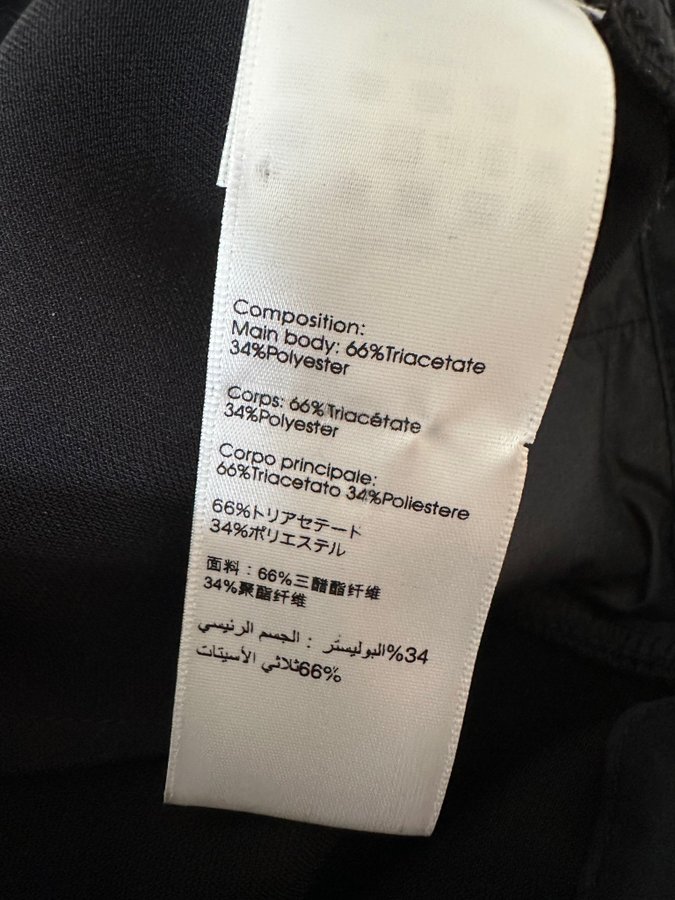 Composition:
Main body: 66%Triacetate
34%Polyester
Corps: 66%Triacétate
34%Polyester
Corpo principale:
66%Triacetato 34%Poliestere
66%トリアセテート
34%ポリエステル
面料：66%三醋酯纤维
34%聚酯纤维
34%البوليستر : الجسم الرئيسي
66%ثلاثي الأسيتات